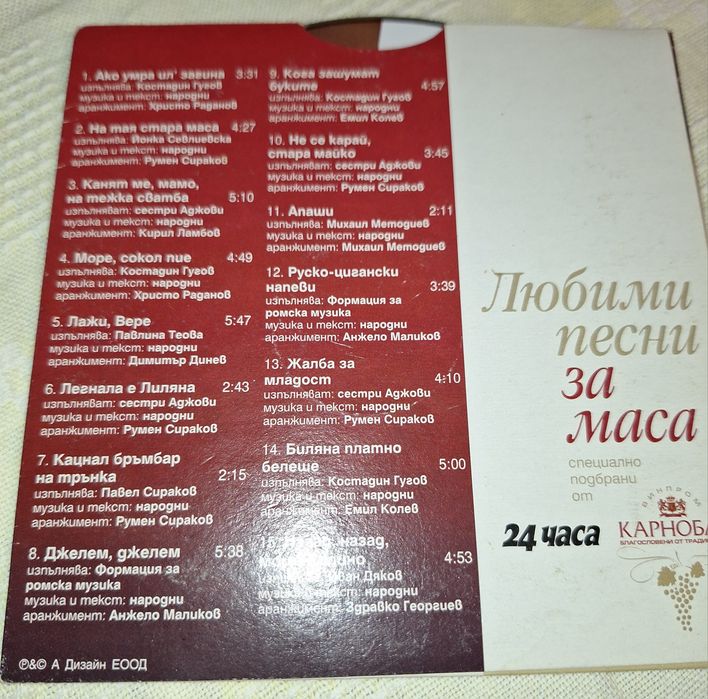 1. Ако умра ил' загина 3:31
изпълнява: Костадин Гугов
музика и текст: народни
аранжимент: Христо Раданов
2. На тая стара маса 4:27
изпълнява: Йонка Севлиевска
музика и текст: народни
аранжимент: Румен Сираков
3. Канят ме, мамо,
на тежка сватба 5:10
изпълняват: сестри Аджови
музика и текст: народни
аранжимент: Кирил Ламбов
4. Море, сокол пие 4:49
изпълнява: Костадин Гугов
музика и текст: народни
аранжимент: Христо Раданов
5. Лажи, Вере 5:47
изпълнява: Павлина Теова
музика и текст: народни
аранжимент: Димитър Динев
6. Легнала е Лиляна 2:43
изпълняват: сестри Аджови
музика и текст: народни
аранжимент: Румен Сираков
7. Кацнал бръмбар
на трънка 2:15
изпълнява: Павел Сираков
музика и текст: народни
аранжимент: Румен Сираков
8. Джелем, джелем 5:38
изпълнява: Формация за
ромска музика
музика и текст: народни
аранжимент: Анжело Маликов
℗&© А Дизайн ЕООД
9. Кога зашумат
буките 4:57
изпълнява: Костадин Гугов
музика и текст: народни
аранжимент: Емил Колев
10. Не се карай,
стара майко 3:45
изпълняват: сестри Аджови
музика и текст: народни
аранжимент: Румен Сираков
11. Апаши 2:11
изпълнява: Михаил Методиев
музика и текст: народни
аранжимент: Михаил Методиев
12. Руско-цигански
напеви 3:39
изпълнява: Формация за
ромска музика
музика и текст: народни
аранжимент: Анжело Маликов
13. Жалба за
младост 4:10
изпълняват: сестри Аджови
музика и текст: народни
аранжимент: Румен Сираков
14. Биляна платно
белеше 5:00
изпълнява: Костадин Гугов
музика и текст: народни
аранжимент: Емил Колев
назад, 4:53
Дяков
музика и текст: народни
аранжимент: Здравко Георгиев
Любими
песни
за
маса
специално
подбрани
от
24 часа
ВИНПРОМ
КАРНОБА
БЛАГОСЛОВЕНИ ОТ ТРАДИ